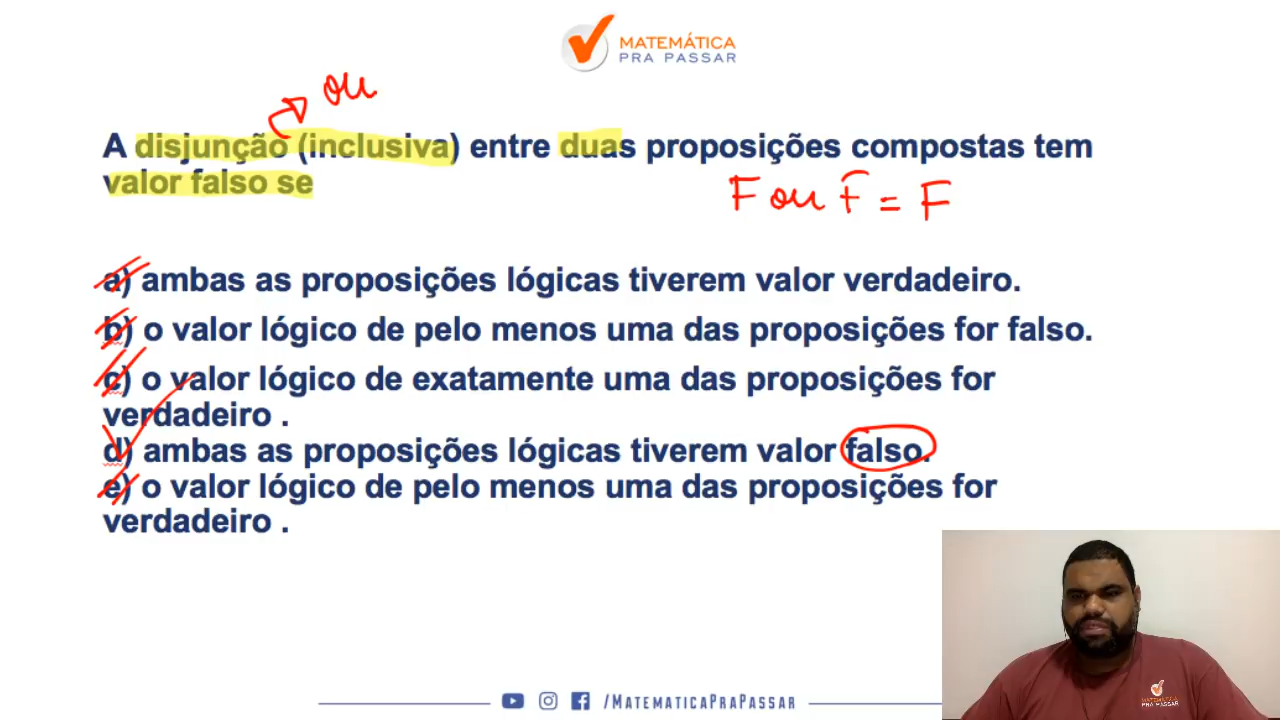 MATEMÁTICA
PRA PASSAR
ou
A disjunção (inclusiva) entre duas proposições compostas tem
valor falso se
F ou F = F
a) ambas as proposições lógicas tiverem valor verdadeiro.
b) o valor lógico de pelo menos uma das proposições for falso.
c) o valor lógico de exatamente uma das proposições for
verdadeiro .
d) ambas as proposições lógicas tiverem valor falso.
e) o valor lógico de pelo menos uma das proposições for
verdadeiro .
MATEMÁTICA
PRA PASSAR
/MATEMATICAPRAPASSAR